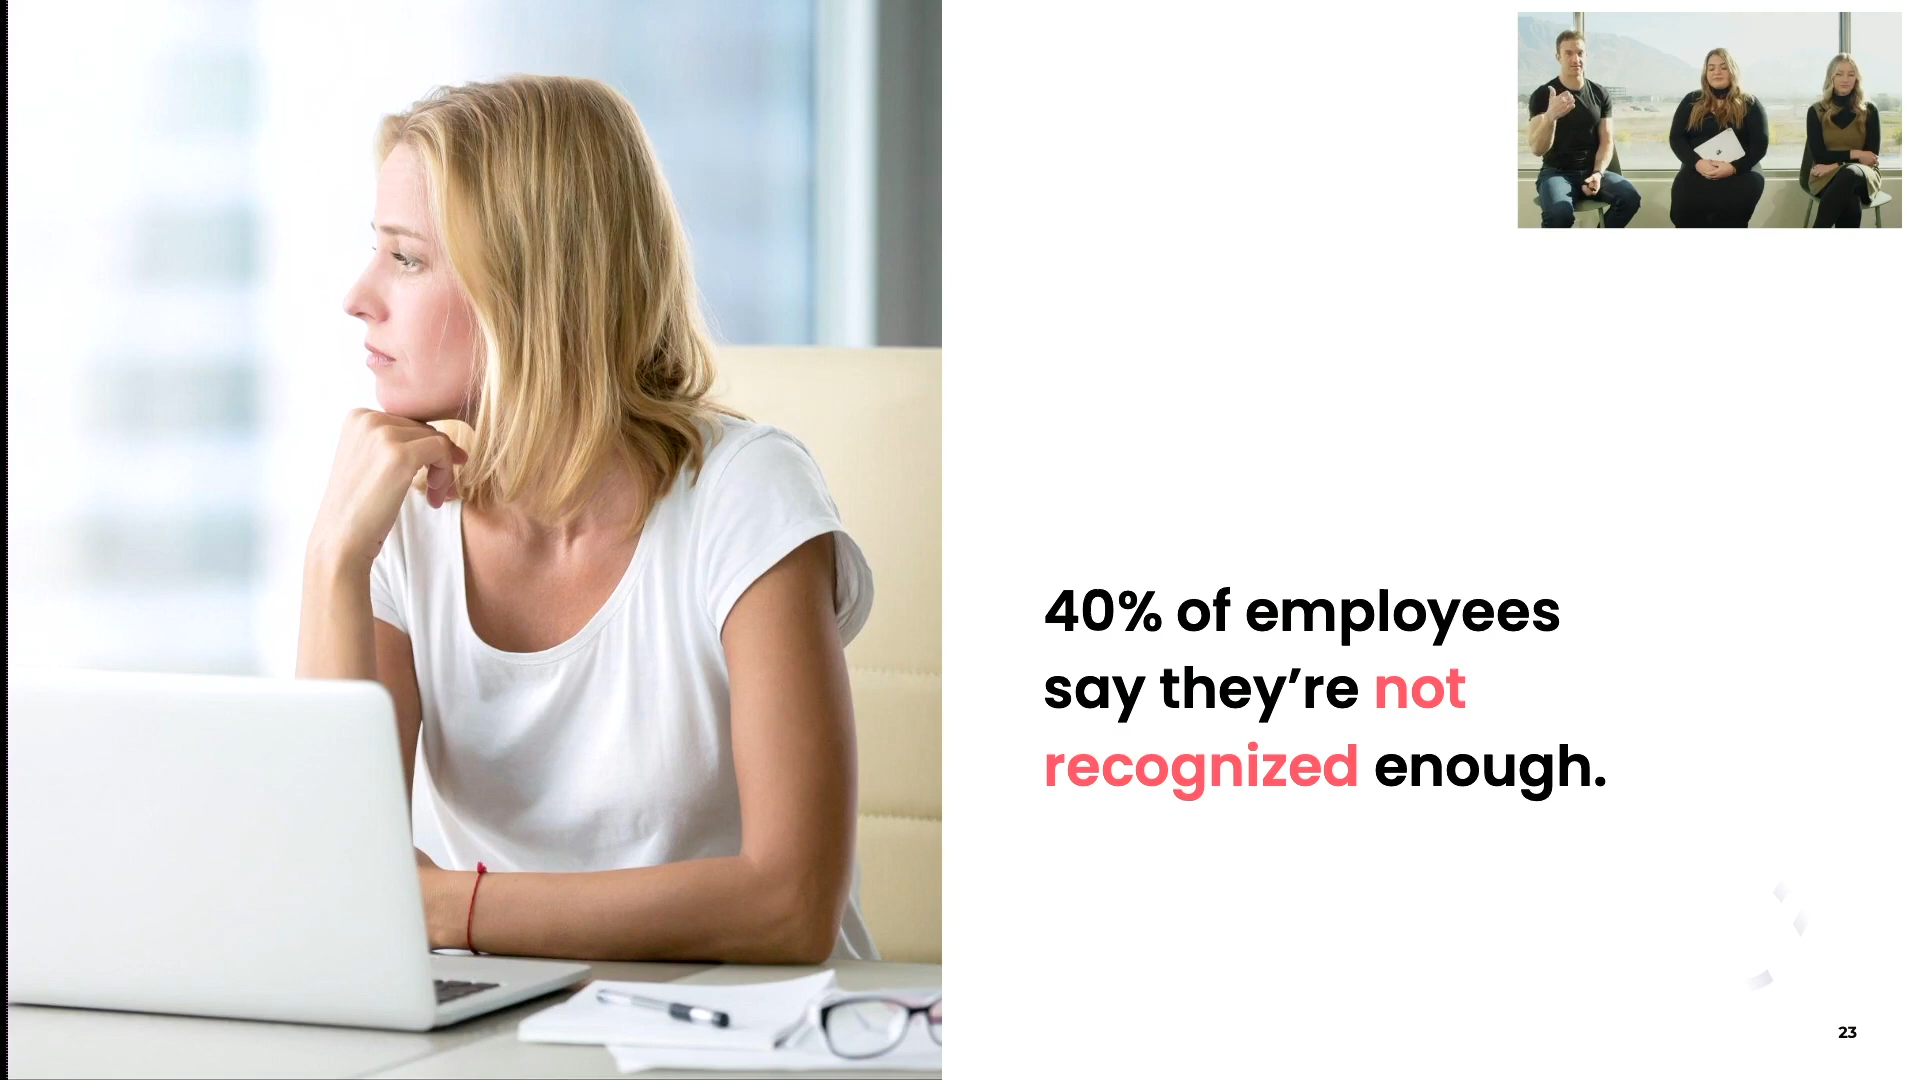 40% of employees
say they’re not
recognized enough.
23